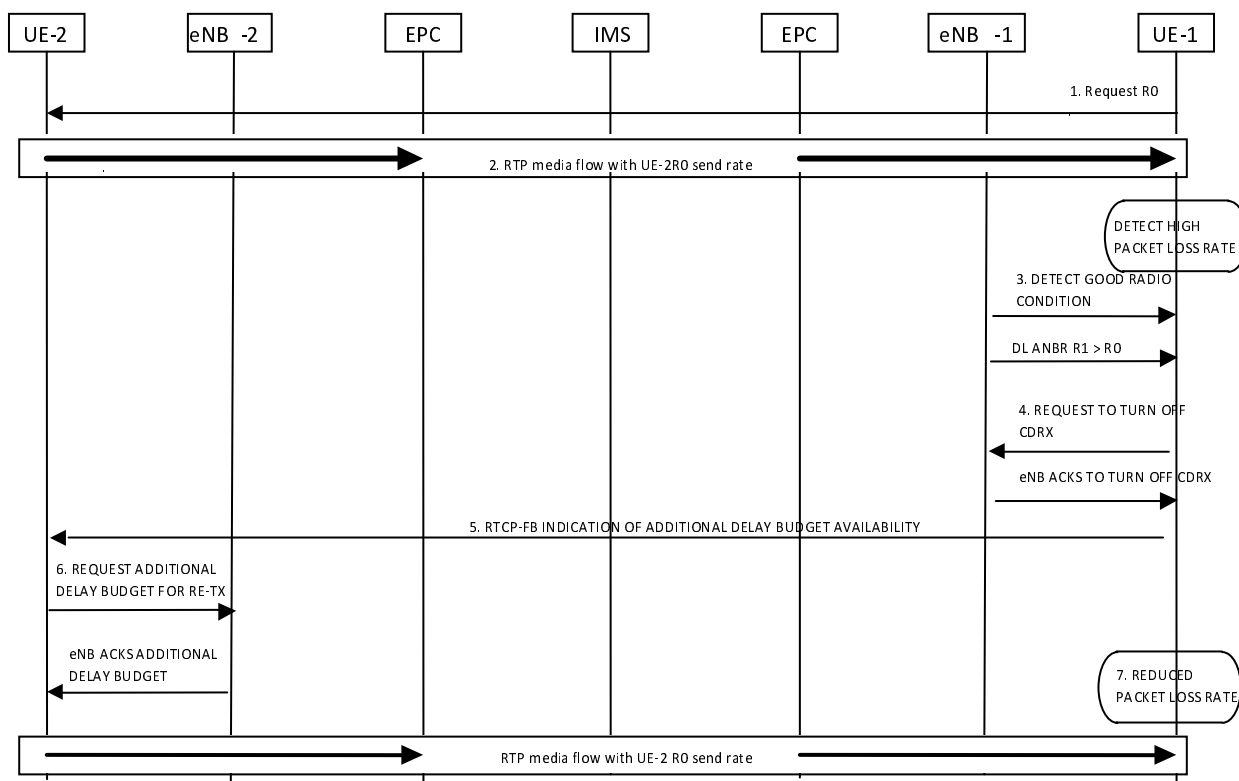 UE-2
eNB -2
EPC
IMS
EPC
eNB -1
UE-1
1. Request R0
2. RTP media flow with UE-2R0 send rate
DETECT HIGH
PACKET LOSS RATE
3. DETECT GOOD RADIO
CONDITION
DL ANBR R1 > R0
4. REQUEST TO TURN OFF
CDRX
eNB ACKS TO TURN OFF CDRX
5. RTCP-FB INDICATION OF ADDITIONAL DELAY BUDGET AVAILABILITY
6. REQUEST ADDITIONAL
DELAY BUDGET FOR RE-TX
eNB ACKS ADDITIONAL
DELAY BUDGET
7. REDUCED
PACKET LOSS RATE
RTP media flow with UE-2 R0 send rate